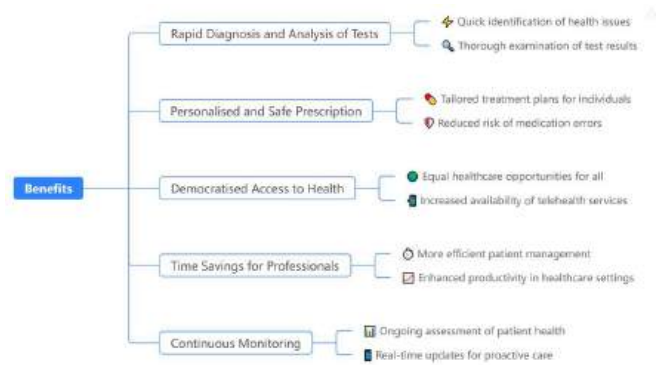 Benefits
Rapid Diagnosis and Analysis of Tests
Quick identification of health issues
Thorough examination of test results
Personalised and Safe Prescription
Tailored treatment plans for individuals
Reduced risk of medication errors
Democratised Access to Health
Equal healthcare opportunities for all
Increased availability of telehealth services
Time Savings for Professionals
More efficient patient management
Enhanced productivity in healthcare settings
Continuous Monitoring
Ongoing assessment of patient health
Real-time updates for proactive care